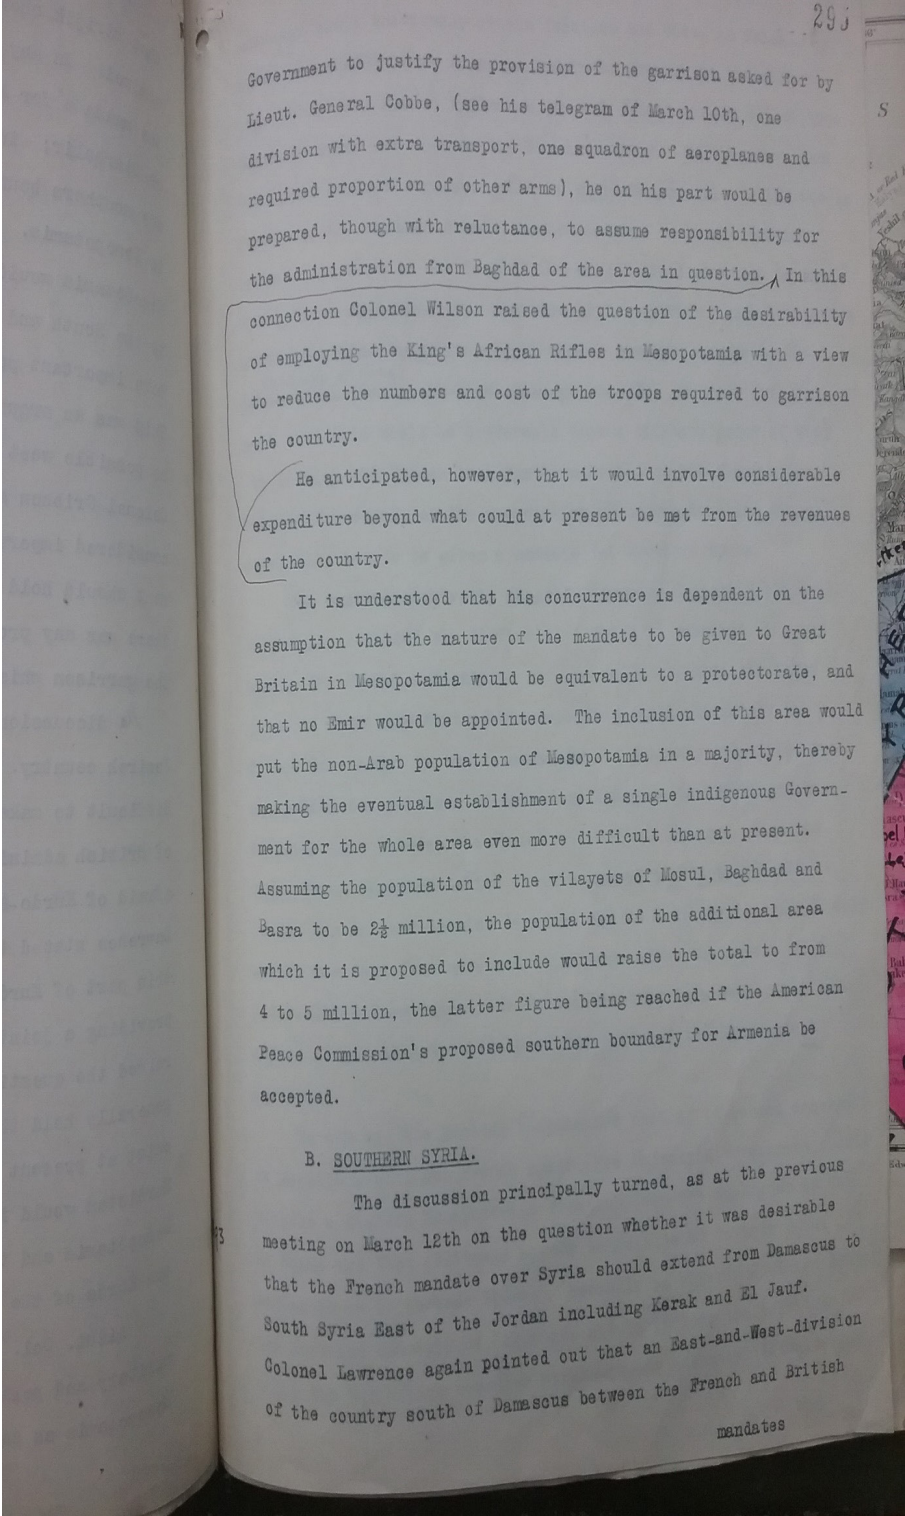 Government to justify the provision of the garrison asked for by
Lieut. General Cobbe, (see his telegram of March 10th, one
division with extra transport, one squadron of aeroplanes and
required proportion of other arms), he on his part would be
prepared, though with reluctance, to assume responsibility for
the administration from Baghdad of the area in question. In this
connection Colonel Wilson raised the question of the desirability
of employing the King's African Rifles in Mesopotamia with a view
to reduce the numbers and cost of the troops required to garrison
the country.
He anticipated, however, that it would involve considerable
expenditure beyond what could at present be met from the revenues
of the country.
It is understood that his concurrence is dependent on the
assumption that the nature of the mandate to be given to Great
Britain in Mesopotamia would be equivalent to a protectorate, and
that no Emir would be appointed. The inclusion of this area would
put the non-Arab population of Mesopotamia in a majority, thereby
making the eventual establishment of a single indigenous Govern-
ment for the whole area even more difficult than at present.
Assuming the population of the vilayets of Mosul, Baghdad and
Basra to be 2½ million, the population of the additional area
which it is proposed to include would raise the total to from
4 to 5 million, the latter figure being reached if the American
Peace Commission's proposed southern boundary for Armenia be
accepted.
B. SOUTHERN SYRIA.
The discussion principally turned, as at the previous
meeting on March 12th on the question whether it was desirable
that the French mandate over Syria should extend from Damascus to
South Syria East of the Jordan including Kerak and El Jauf.
Colonel Lawrence again pointed out that an East-and-West-division
of the country south of Damascus between the French and British
mandates